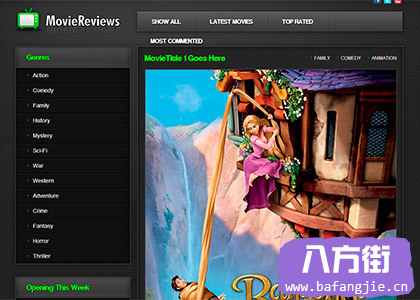 MovieReviews
SHOW ALL
LATEST MOVIES
TOP RATED
MOST COMMENTED
Genres
Action
Comedy
Family
History
Mystery
Sci-Fi
War
Western
Adventure
Crime
Fantasy
Horror
Thriller
Opening This Week
MovieTitle 1 Goes Here
FAMILY
COMEDY
ANIMATION
八方街
www.bafangjie.cn